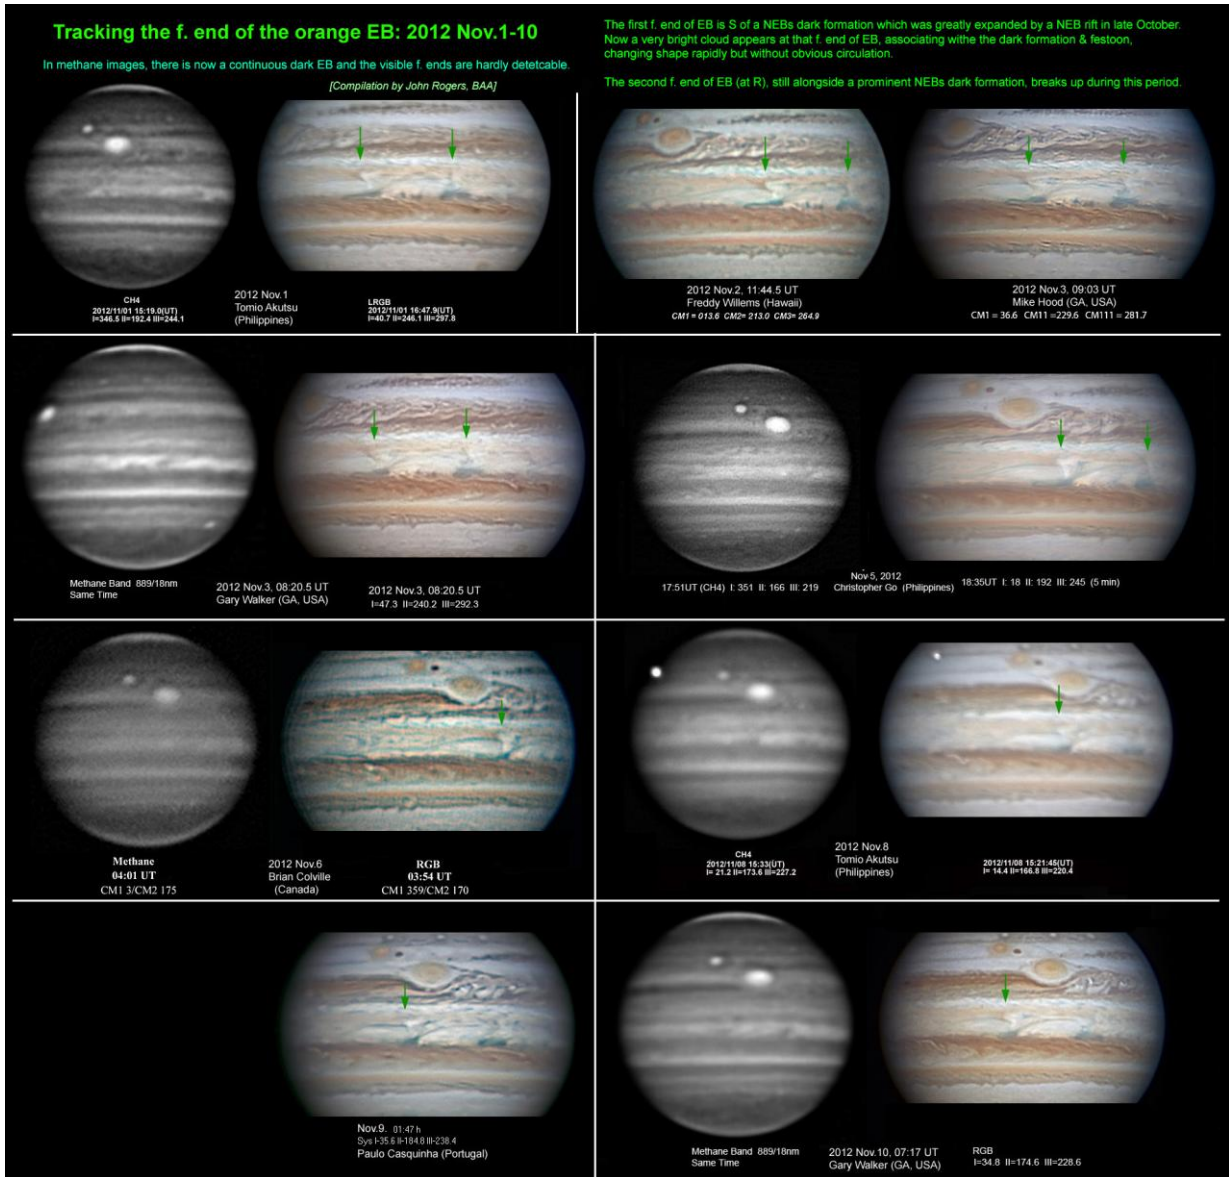 Tracking the f. end of the orange EB: 2012 Nov.1-10
In methane images, there is now a continuous dark EB and the visible f. ends are hardly detetcable.
[Compilation by John Rogers, BAA]
The first f. end of EB is S of a NEBs dark formation which was greatly expanded by a NEB rift in late October.
Now a very bright cloud appears at that f. end of EB, associating withe the dark formation & festoon,
changing shape rapidly but without obvious circulation.
The second f. end of EB (at R), still alongside a prominent NEBs dark formation, breaks up during this period.
CH4
2012/11/01 15:19.0(UT)
I=346.5 II=192.4 III=244.1
2012 Nov.1
Tomio Akutsu
(Philippines)
LRGB
2012/11/01 16:47.9(UT)
I=40.7 II=246.1 III=297.8
2012 Nov.2, 11:44.5 UT
Freddy Willems (Hawaii)
CM1 = 013.6 CM2= 213.0 CM3= 264.9
2012 Nov.3, 09:03 UT
Mike Hood (GA, USA)
CM1 = 36.6 CM11 =229.6 CM111 = 281.7
Methane Band 889/18nm
Same Time
2012 Nov.3, 08:20.5 UT
Gary Walker (GA, USA)
2012 Nov.3, 08:20.5 UT
I=47.3 II=240.2 III=292.3
17:51UT (CH4) I: 351 II: 166 III: 219
Nov 5, 2012
Christopher Go (Philippines)
18:35UT I: 18 II: 192 III: 245 (5 min)
Methane
04:01 UT
CM1 3/CM2 175
2012 Nov.6
Brian Colville
(Canada)
RGB
03:54 UT
CM1 359/CM2 170
CH4
2012/11/08 15:33(UT)
I= 21.2 II=173.6 III=227.2
2012 Nov.8
Tomio Akutsu
(Philippines)
2012/11/08 15:21:45(UT)
I= 14.4 II=166.8 III=220.4
Nov.9. 01:47 h
Sys I-35.6 II-184.8 III-238.4
Paulo Casquinha (Portugal)
Methane Band 889/18nm
Same Time
2012 Nov.10, 07:17 UT
Gary Walker (GA, USA)
RGB
I=34.8 II=174.6 III=228.6